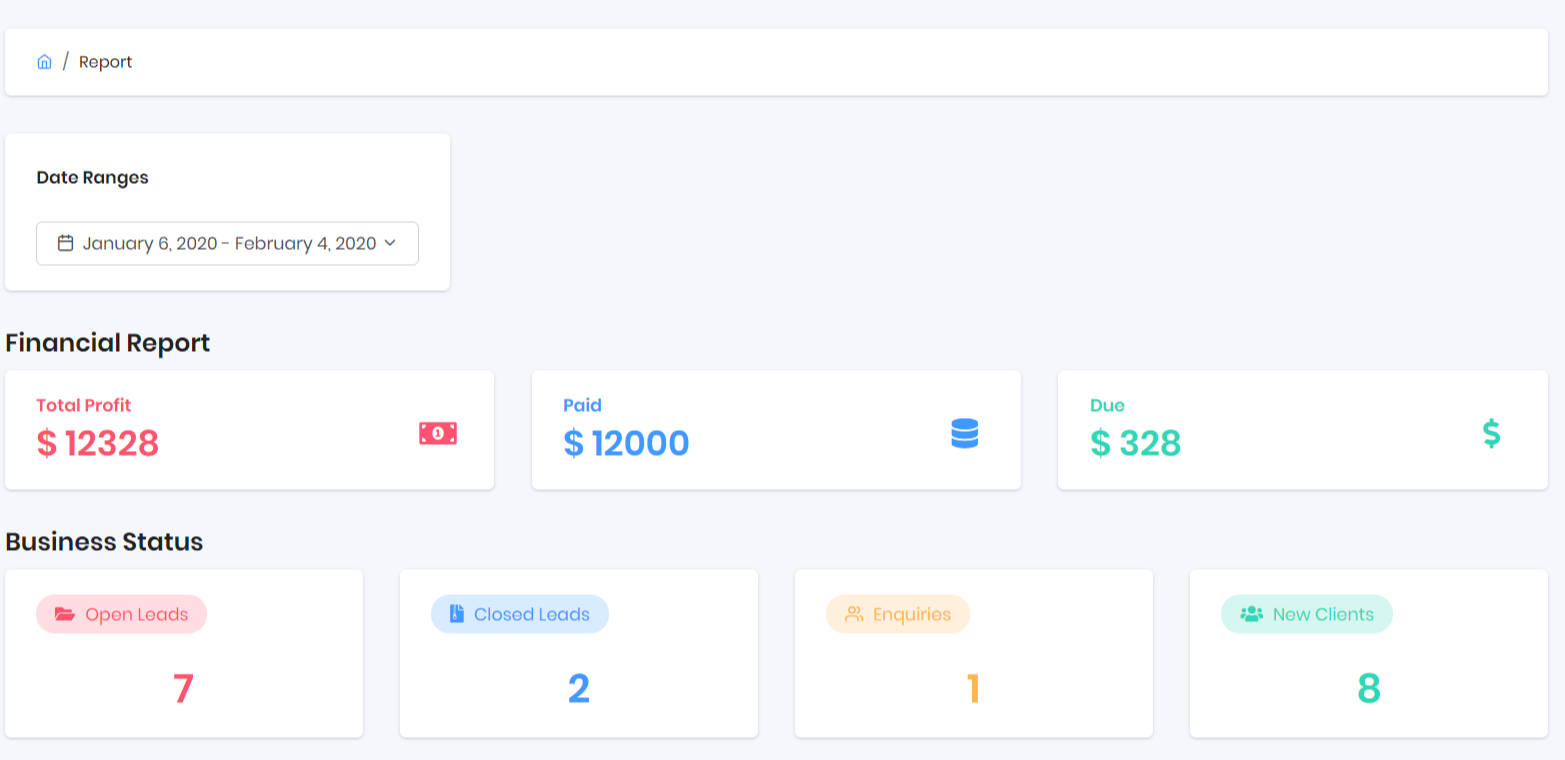 / Report
Date Ranges
January 6, 2020 - February 4, 2020
Financial Report
Total Profit
$ 12328
1
Paid
$ 12000
Due
$ 328
$
Business Status
Open Leads
7
Closed Leads
2
Enquiries
1
New Clients
8